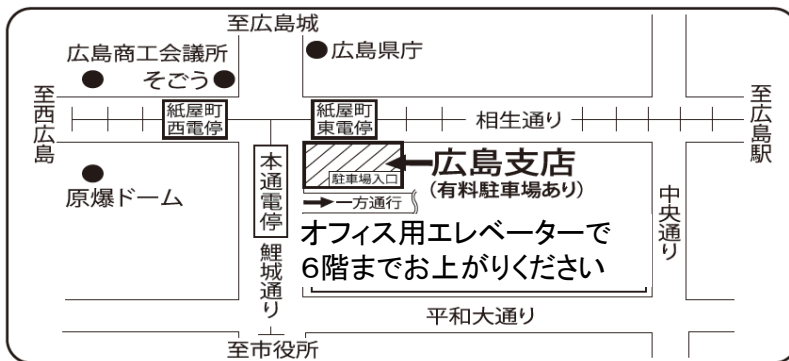 至広島城
広島商工会議所
広島県庁
そごう
至西広島
紙屋町
西電停
紙屋町
東電停
相生通り
至広島駅
原爆ドーム
本通電停
広島支店
(有料駐車場あり)
駐車場入口
一方通行
中央通り
オフィス用エレベーターで
6階までお上がりください
鯉城通り
平和大通り
至市役所